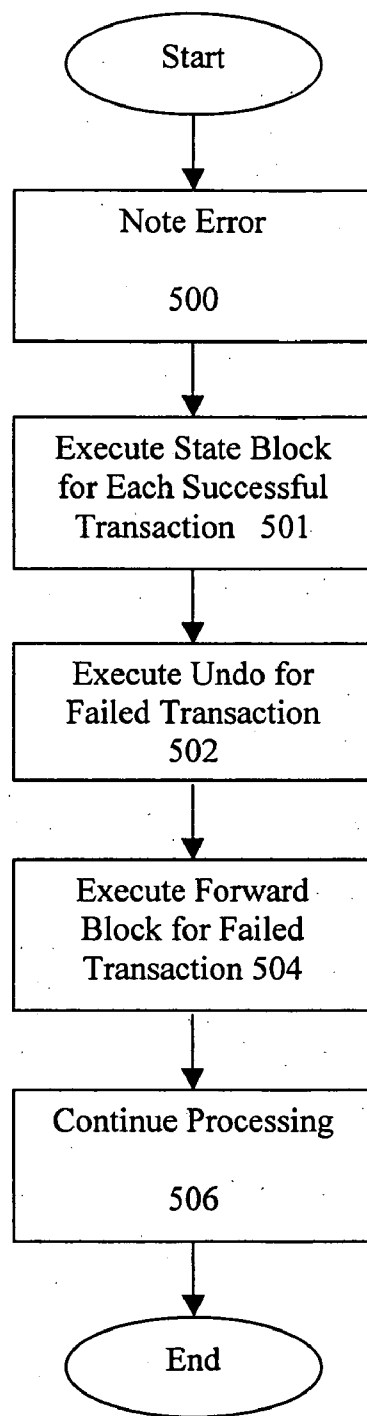 Start
Note Error
500
Execute State Block
for Each Successful
Transaction 501
Execute Undo for
Failed Transaction
502
Execute Forward
Block for Failed
Transaction 504
Continue Processing
506
End